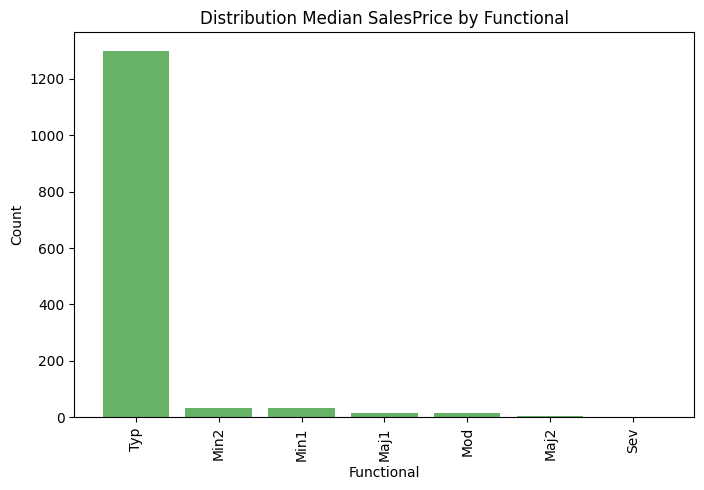 Distribution Median SalesPrice by Functional
Count
1200
1000
800
600
400
200
0
Typ
Min2
Min1
Maj1
Mod
Maj2
Sev
Functional